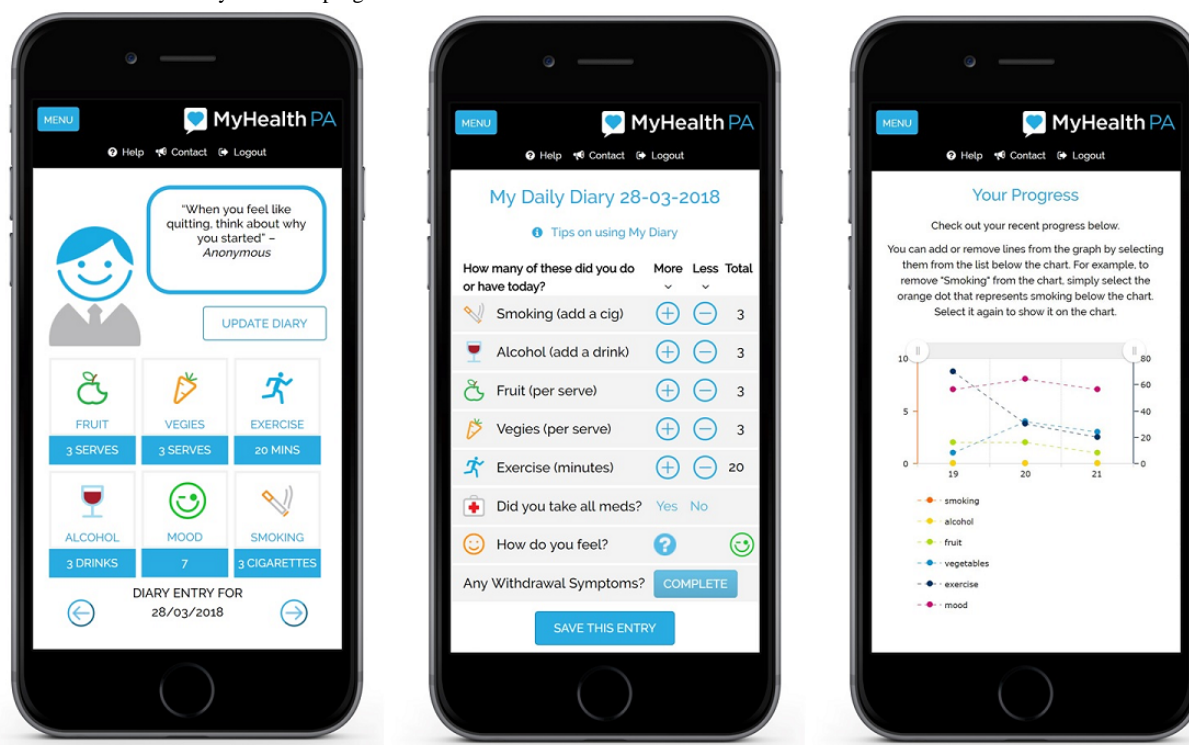 MENU
MyHealth PA
Help Contact Logout
"When you feel like
quitting, think about why
you started" –
Anonymous
UPDATE DIARY
FRUIT VEGIES EXERCISE
3 SERVES 3 SERVES 20 MINS
ALCOHOL MOOD SMOKING
3 DRINKS 7 3 CIGARETTES
DIARY ENTRY FOR
28/03/2018
MENU
MyHealth PA
Help Contact Logout
My Daily Diary 28-03-2018
Tips on using My Diary
How many of these did you do More Less Total
or have today?
Smoking (add a cig) 3
Alcohol (add a drink) 3
Fruit (per serve) 3
Vegies (per serve) 3
Exercise (minutes) 20
Did you take all meds? Yes No
How do you feel? ?
Any Withdrawal Symptoms? COMPLETE
SAVE THIS ENTRY
MENU
MyHealth PA
Help Contact Logout
Your Progress
Check out your recent progress below.
You can add or remove lines from the graph by selecting
them from the list below the chart. For example, to
remove "Smoking" from the chart, simply select the
orange dot that represents smoking below the chart.
Select it again to show it on the chart.
10 80
60
5 40
20
0 0
19 20 21
smoking
alcohol
fruit
vegetables
exercise
mood